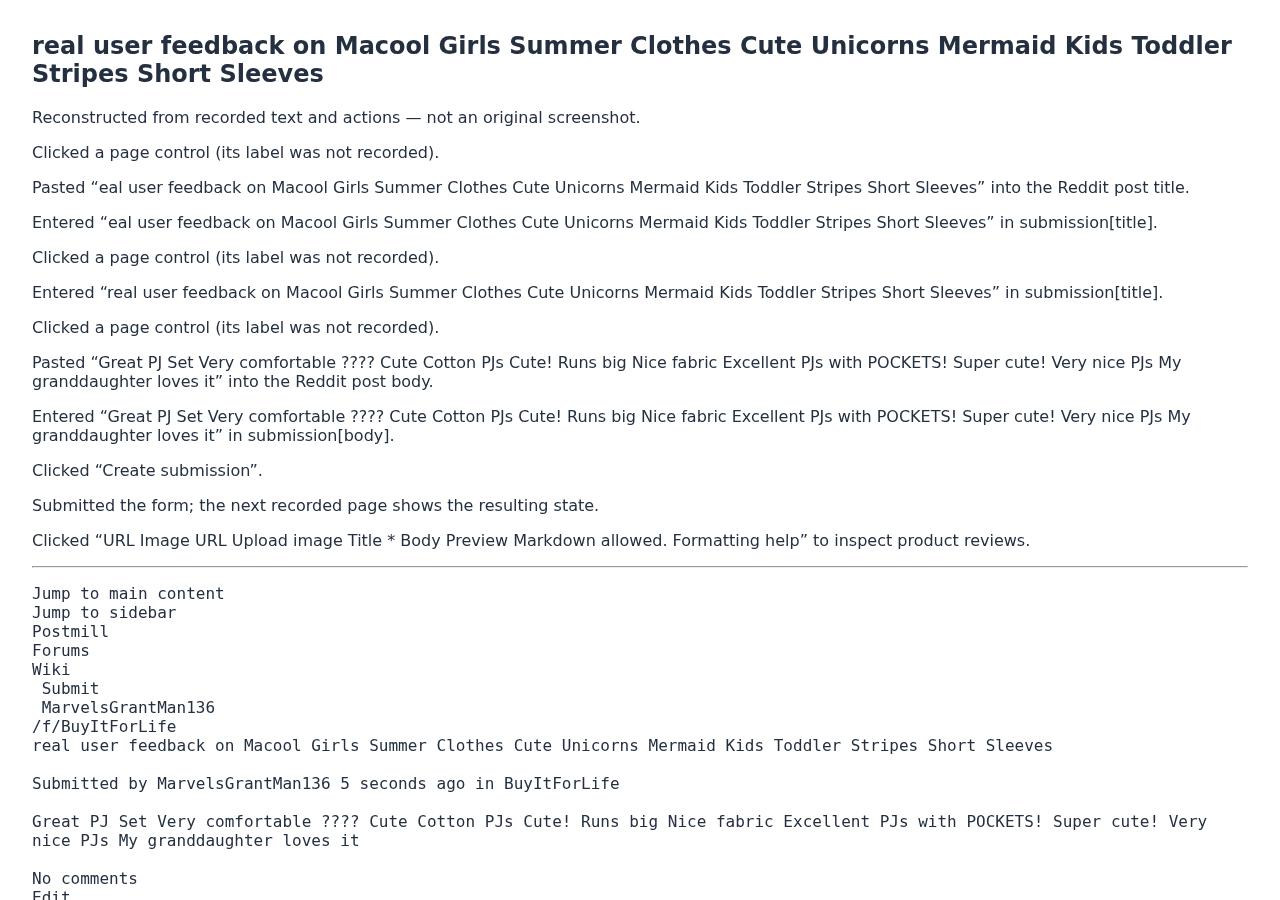 real user feedback on Macool Girls Summer Clothes Cute Unicorns Mermaid Kids Toddler
Stripes Short Sleeves
Reconstructed from recorded text and actions — not an original screenshot.
Clicked a page control (its label was not recorded).
Pasted “eal user feedback on Macool Girls Summer Clothes Cute Unicorns Mermaid Kids Toddler Stripes Short Sleeves” into the Reddit post title.
Entered “eal user feedback on Macool Girls Summer Clothes Cute Unicorns Mermaid Kids Toddler Stripes Short Sleeves” in submission[title].
Clicked a page control (its label was not recorded).
Entered “real user feedback on Macool Girls Summer Clothes Cute Unicorns Mermaid Kids Toddler Stripes Short Sleeves” in submission[title].
Clicked a page control (its label was not recorded).
Pasted “Great PJ Set Very comfortable ???? Cute Cotton PJs Cute! Runs big Nice fabric Excellent PJs with POCKETS! Super cute! Very nice PJs My
granddaughter loves it” into the Reddit post body.
Entered “Great PJ Set Very comfortable ???? Cute Cotton PJs Cute! Runs big Nice fabric Excellent PJs with POCKETS! Super cute! Very nice PJs My
granddaughter loves it” in submission[body].
Clicked “Create submission”.
Submitted the form; the next recorded page shows the resulting state.
Clicked “URL Image URL Upload image Title * Body Preview Markdown allowed. Formatting help” to inspect product reviews.
Jump to main content
Jump to sidebar
Postmill
Forums
Wiki
Submit
MarvelsGrantMan136
/f/BuyItForLife
real user feedback on Macool Girls Summer Clothes Cute Unicorns Mermaid Kids Toddler Stripes Short Sleeves
Submitted by MarvelsGrantMan136 5 seconds ago in BuyItForLife
Great PJ Set Very comfortable ???? Cute Cotton PJs Cute! Runs big Nice fabric Excellent PJs with POCKETS! Super cute! Very
nice PJs My granddaughter loves it
No comments
Edit